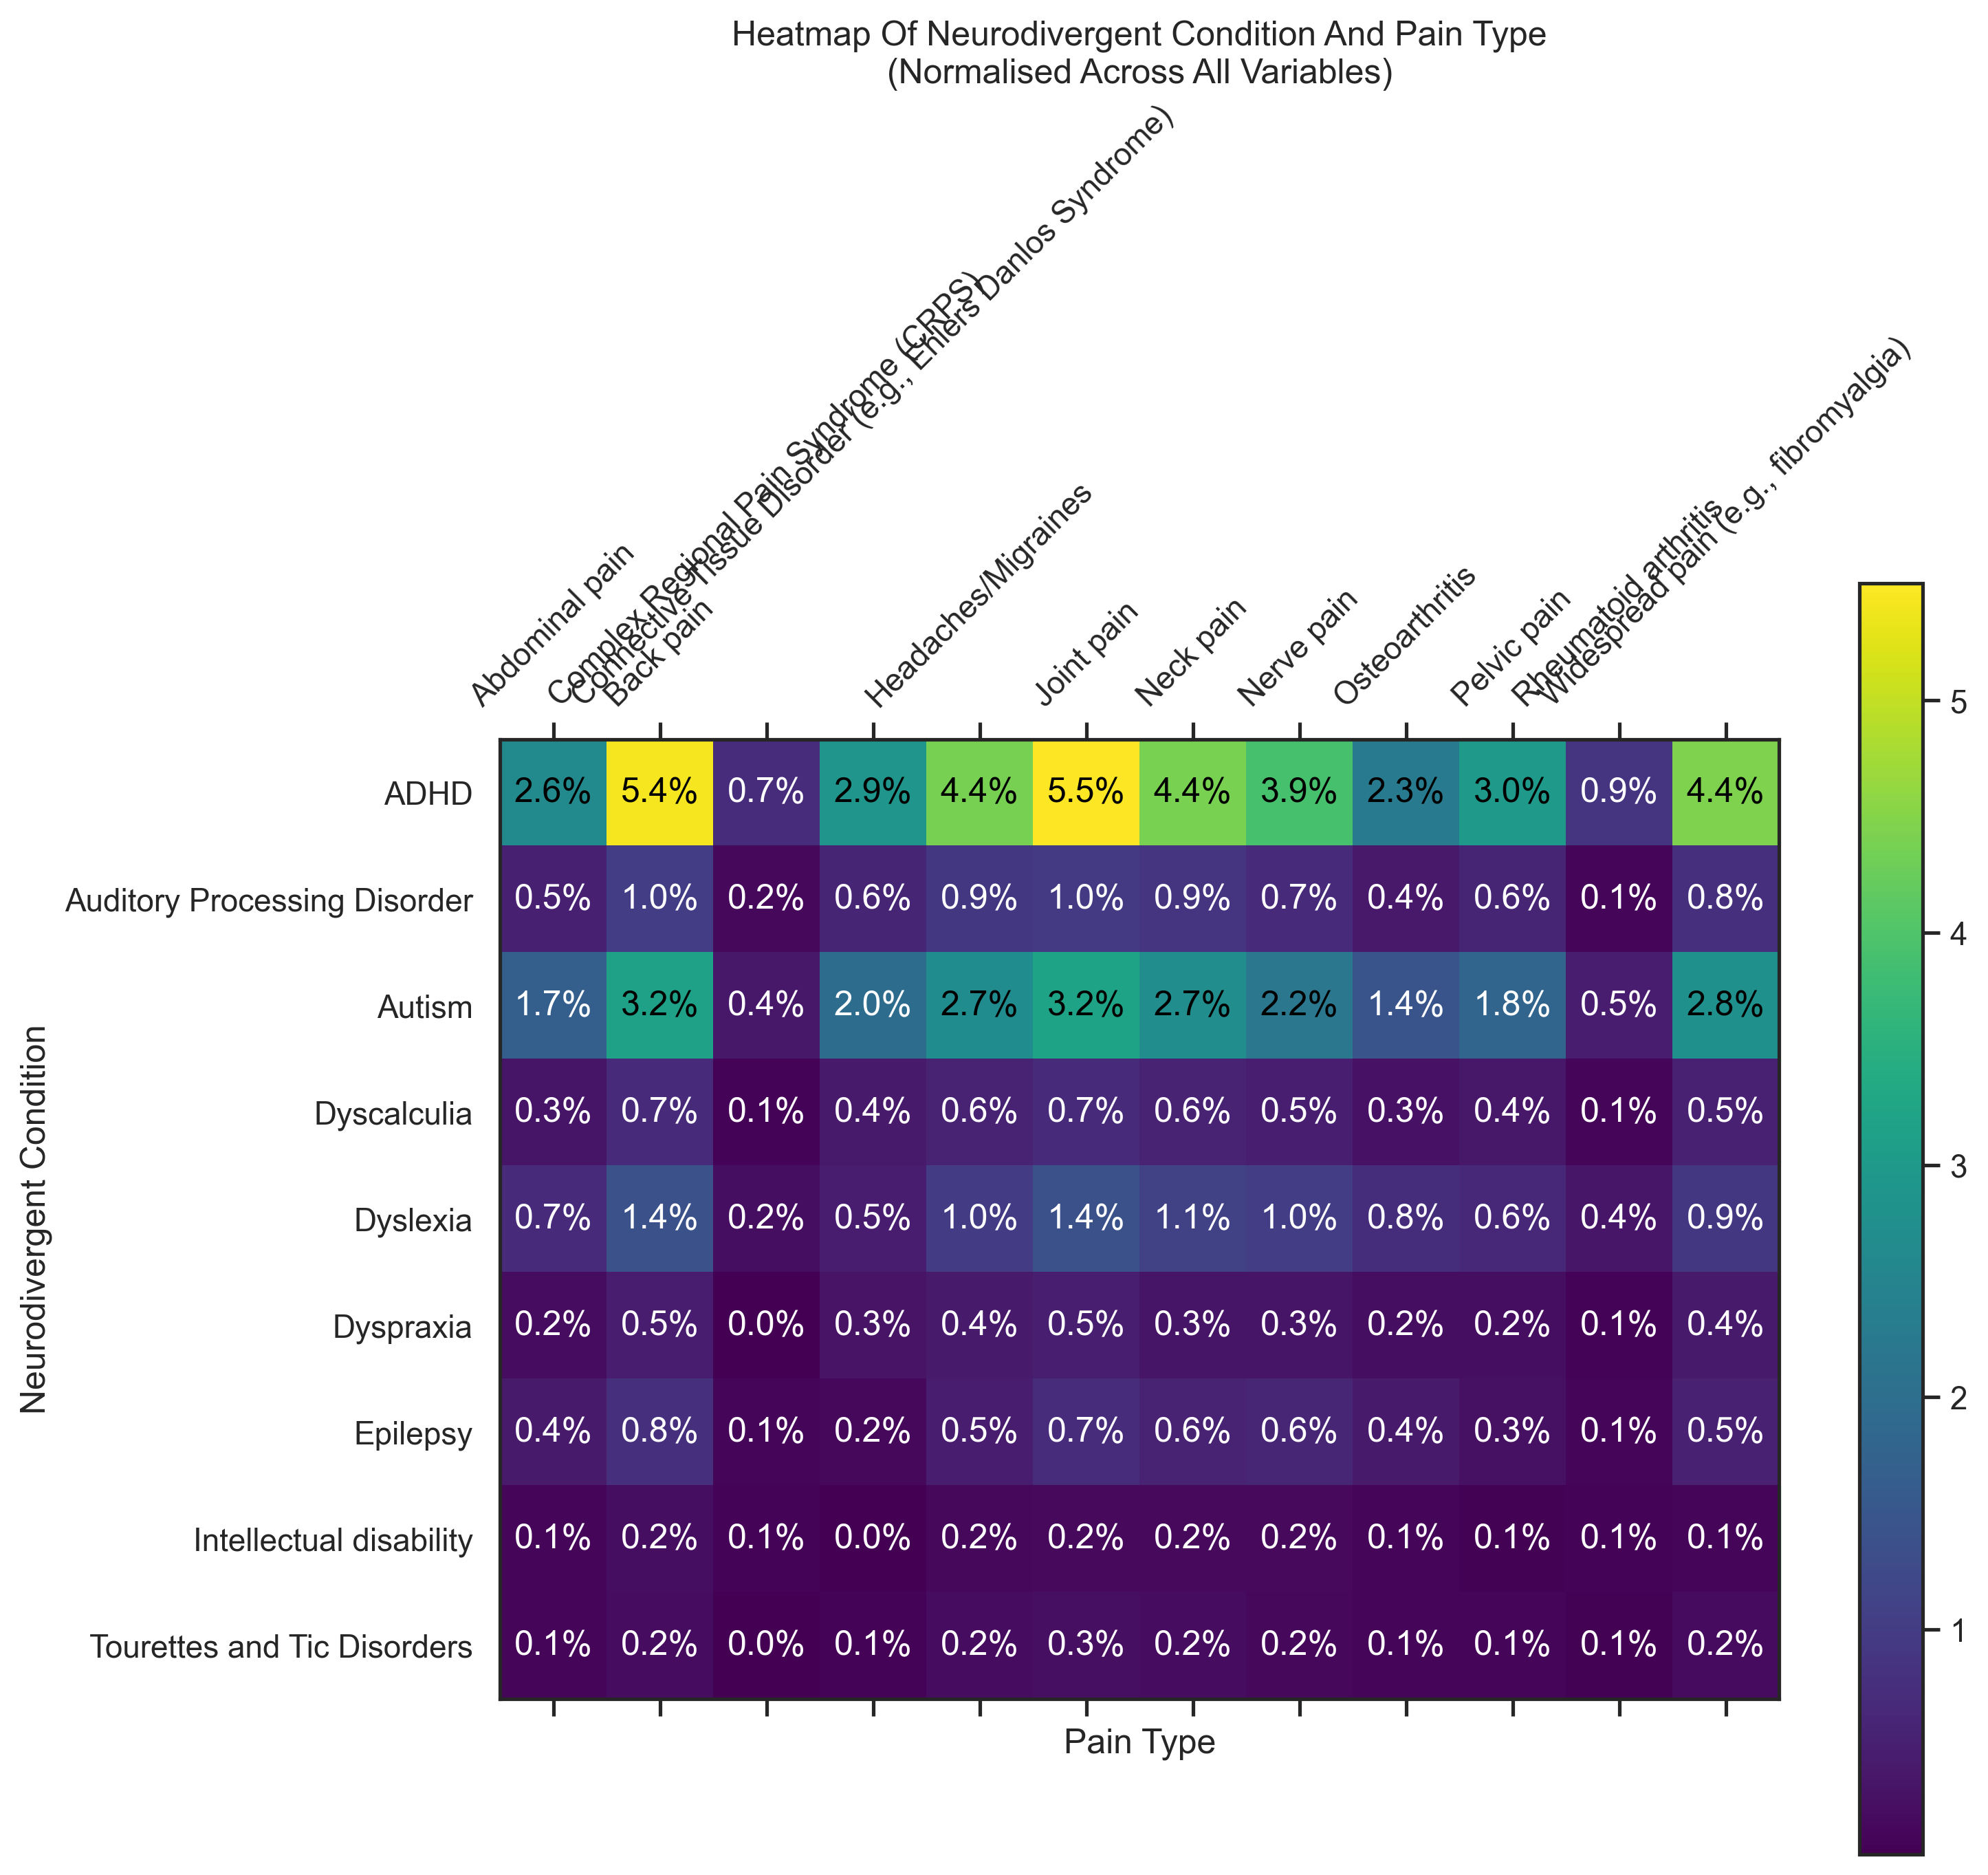 Heatmap Of Neurodivergent Condition And Pain Type
(Normalised Across All Variables)
Abdominal pain
Back pain
Complex Regional Pain Syndrome (CRPS)
Connective Tissue Disorder (e.g., Ehlers Danlos Syndrome)
Headaches/Migraines
Joint pain
Neck pain
Nerve pain
Osteoarthritis
Pelvic pain
Rheumatoid arthritis
Widespread pain (e.g., fibromyalgia)
ADHD 2.6% 5.4% 0.7% 2.9% 4.4% 5.5% 4.4% 3.9% 2.3% 3.0% 0.9% 4.4%
Auditory Processing Disorder 0.5% 1.0% 0.2% 0.6% 0.9% 1.0% 0.9% 0.7% 0.4% 0.6% 0.1% 0.8%
Autism 1.7% 3.2% 0.4% 2.0% 2.7% 3.2% 2.7% 2.2% 1.4% 1.8% 0.5% 2.8%
Dyscalculia 0.3% 0.7% 0.1% 0.4% 0.6% 0.7% 0.6% 0.5% 0.3% 0.4% 0.1% 0.5%
Dyslexia 0.7% 1.4% 0.2% 0.5% 1.0% 1.4% 1.1% 1.0% 0.8% 0.6% 0.4% 0.9%
Dyspraxia 0.2% 0.5% 0.0% 0.3% 0.4% 0.5% 0.3% 0.3% 0.2% 0.2% 0.1% 0.4%
Epilepsy 0.4% 0.8% 0.1% 0.2% 0.5% 0.7% 0.6% 0.6% 0.4% 0.3% 0.1% 0.5%
Intellectual disability 0.1% 0.2% 0.1% 0.0% 0.2% 0.2% 0.2% 0.2% 0.1% 0.1% 0.1% 0.1%
Tourettes and Tic Disorders 0.1% 0.2% 0.0% 0.1% 0.2% 0.3% 0.2% 0.2% 0.1% 0.1% 0.1% 0.2%
Neurodivergent Condition
Pain Type
5
4
3
2
1